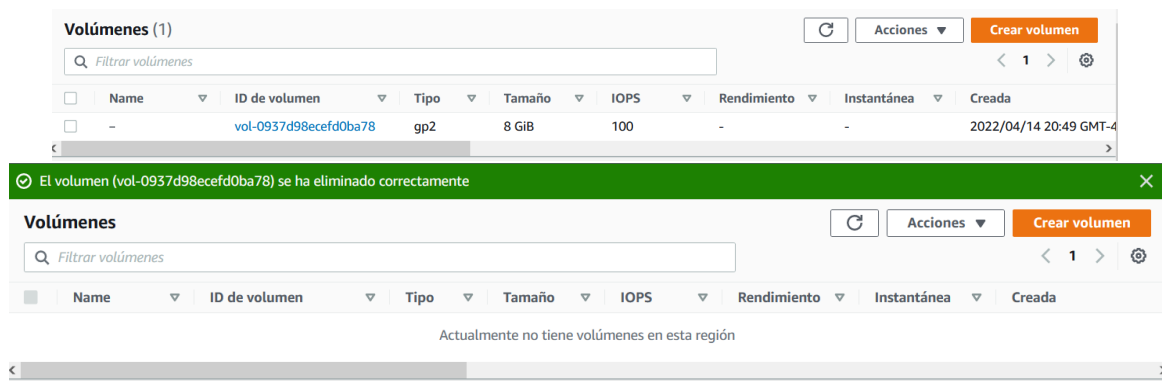 Volúmenes (1)
Acciones
Crear volumen
Filtrar volúmenes
1
Name ID de volumen Tipo Tamaño IOPS Rendimiento Instantánea Creada
– vol-0937d98ecefd0ba78 gp2 8 GiB 100 - - 2022/04/14 20:49 GMT-4
El volumen (vol-0937d98ecefd0ba78) se ha eliminado correctamente
Volúmenes
Acciones
Crear volumen
Filtrar volúmenes
1
Name ID de volumen Tipo Tamaño IOPS Rendimiento Instantánea Creada
Actualmente no tiene volúmenes en esta región